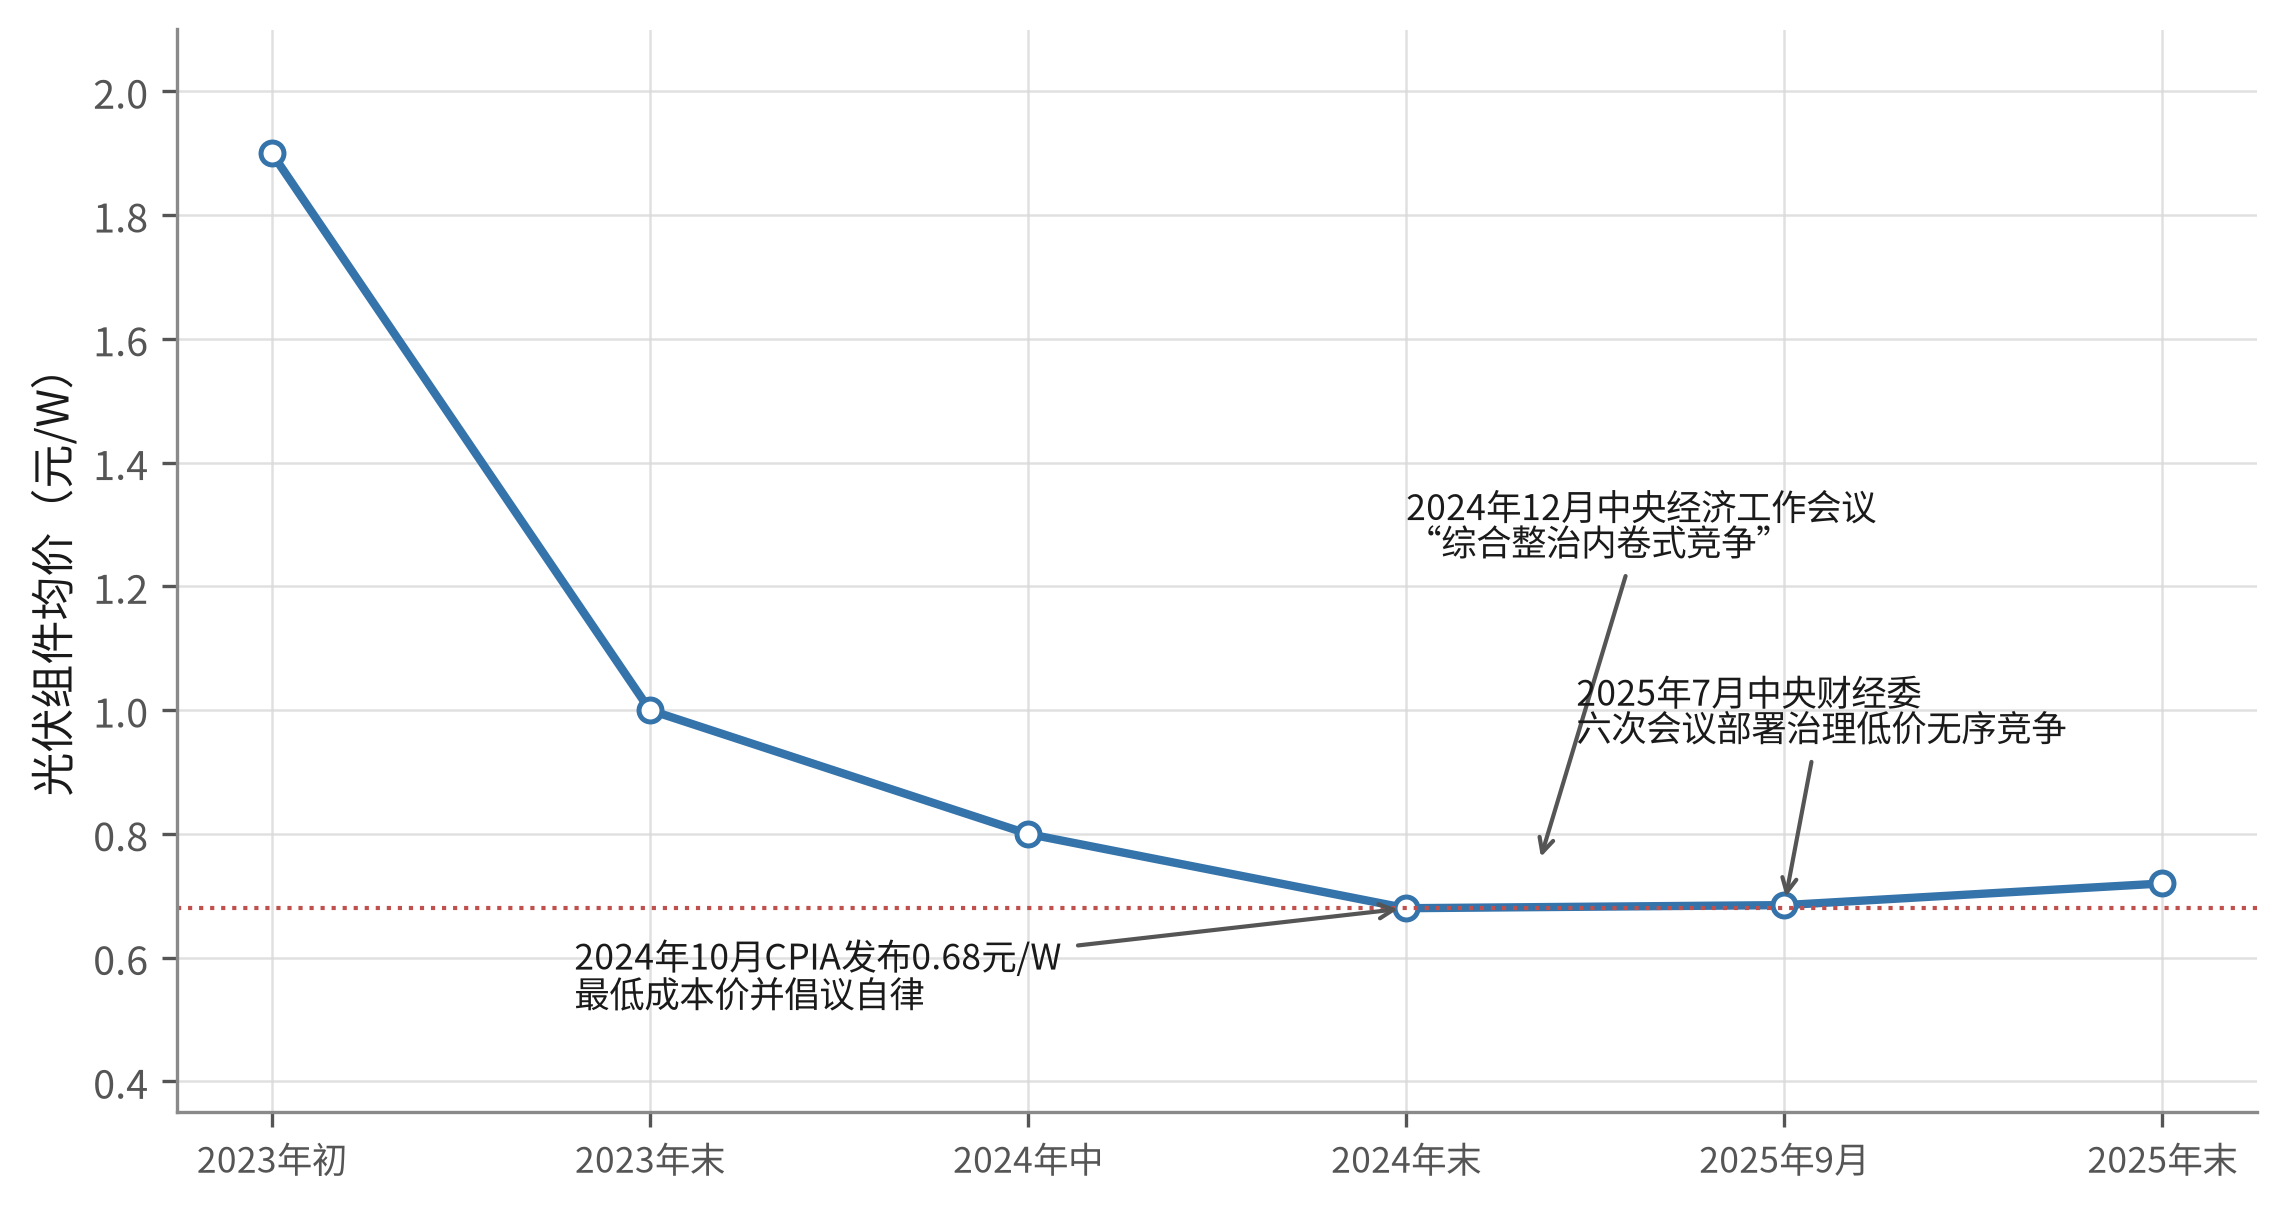 光伏组件均价（元/W）
2.0
1.8
1.6
1.4
1.2
1.0
0.8
0.6
0.4
2024年12月中央经济工作会议
“综合整治内卷式竞争”
2025年7月中央财经委
六次会议部署治理低价无序竞争
2024年10月CPIA发布0.68元/W
最低成本价并倡议自律
2023年初
2023年末
2024年中
2024年末
2025年9月
2025年末